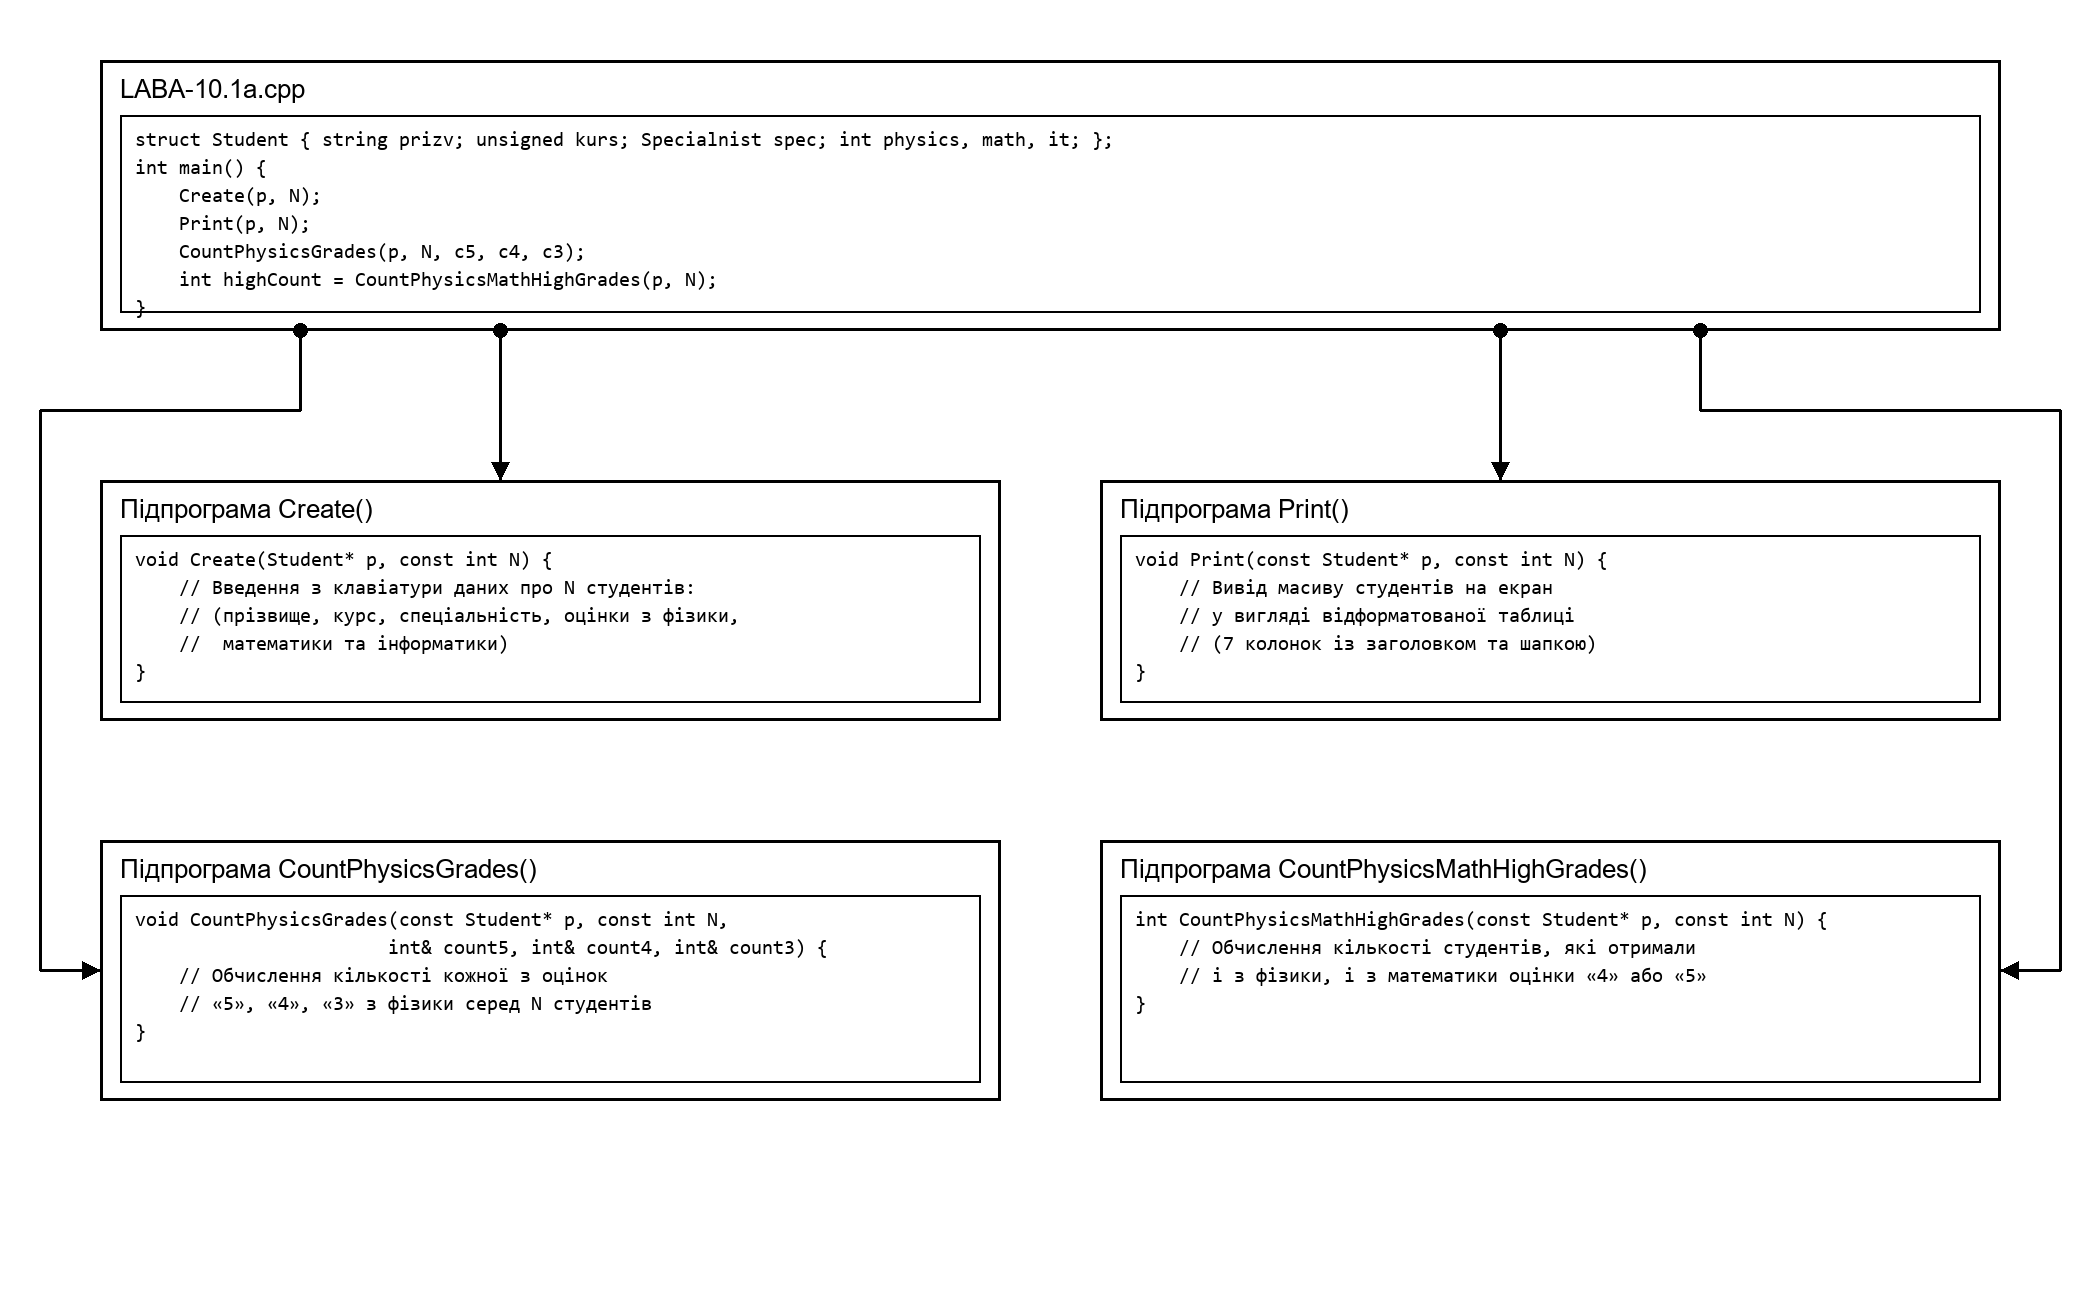 LABA-10.1a.cpp
struct Student { string prizv; unsigned kurs; Specialnist spec; int physics, math, it; };
int main() {
    Create(p, N);
    Print(p, N);
    CountPhysicsGrades(p, N, c5, c4, c3);
    int highCount = CountPhysicsMathHighGrades(p, N);
}
Підпрограма Create()
void Create(Student* p, const int N) {
    // Введення з клавіатури даних про N студентів:
    // (прізвище, курс, спеціальність, оцінки з фізики,
    //  математики та інформатики)
}
Підпрограма Print()
void Print(const Student* p, const int N) {
    // Вивід масиву студентів на екран
    // у вигляді відформатованої таблиці
    // (7 колонок із заголовком та шапкою)
}
Підпрограма CountPhysicsGrades()
void CountPhysicsGrades(const Student* p, const int N,
                       int& count5, int& count4, int& count3) {
    // Обчислення кількості кожної з оцінок
    // «5», «4», «3» з фізики серед N студентів
}
Підпрограма CountPhysicsMathHighGrades()
int CountPhysicsMathHighGrades(const Student* p, const int N) {
    // Обчислення кількості студентів, які отримали
    // і з фізики, і з математики оцінки «4» або «5»
}